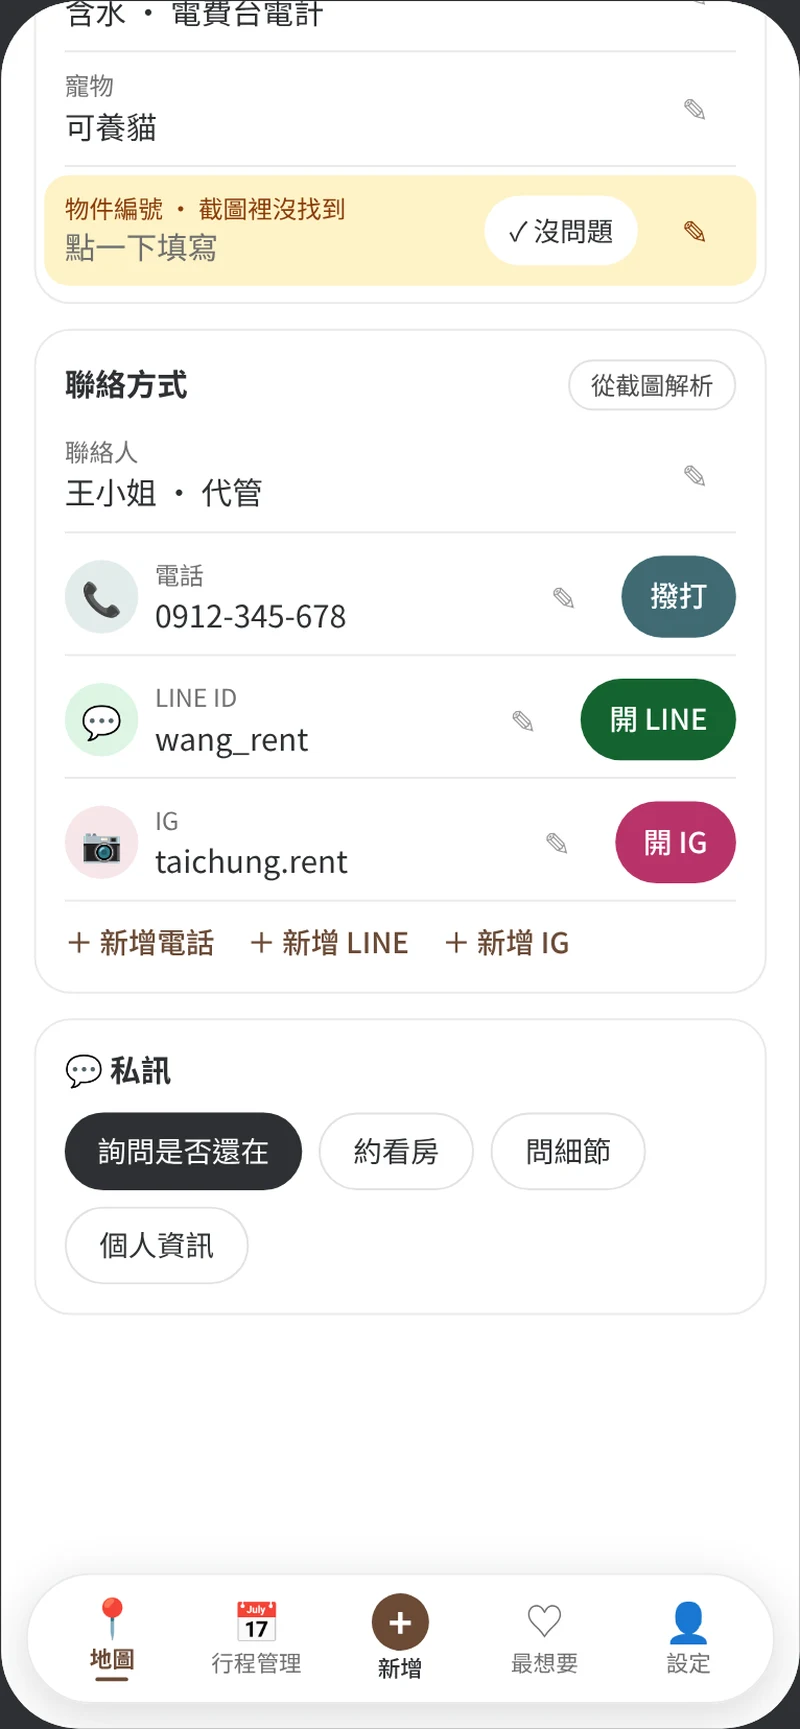 含水 ・ 電費台電計
寵物
可養貓
物件編號 ・ 截圖裡沒找到
點一下填寫
✓ 沒問題
聯絡方式
從截圖解析
聯絡人
王小姐 ・ 代管
電話
0912-345-678
撥打
LINE ID
wang_rent
開 LINE
IG
taichung.rent
開 IG
＋ 新增電話
＋ 新增 LINE
＋ 新增 IG
私訊
詢問是否還在
約看房
問細節
個人資訊
July
17
地圖
行程管理
新增
最想要
設定